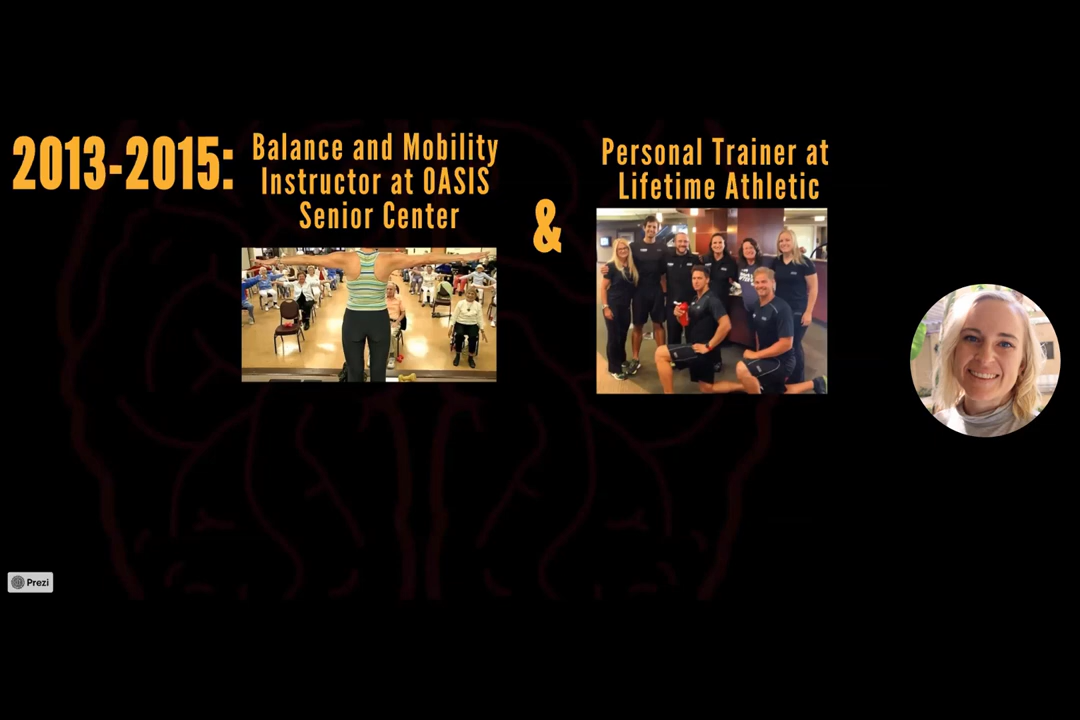 2013-2015:
Balance and Mobility
Instructor at OASIS
Senior Center
&
Personal Trainer at
Lifetime Athletic
Prezi